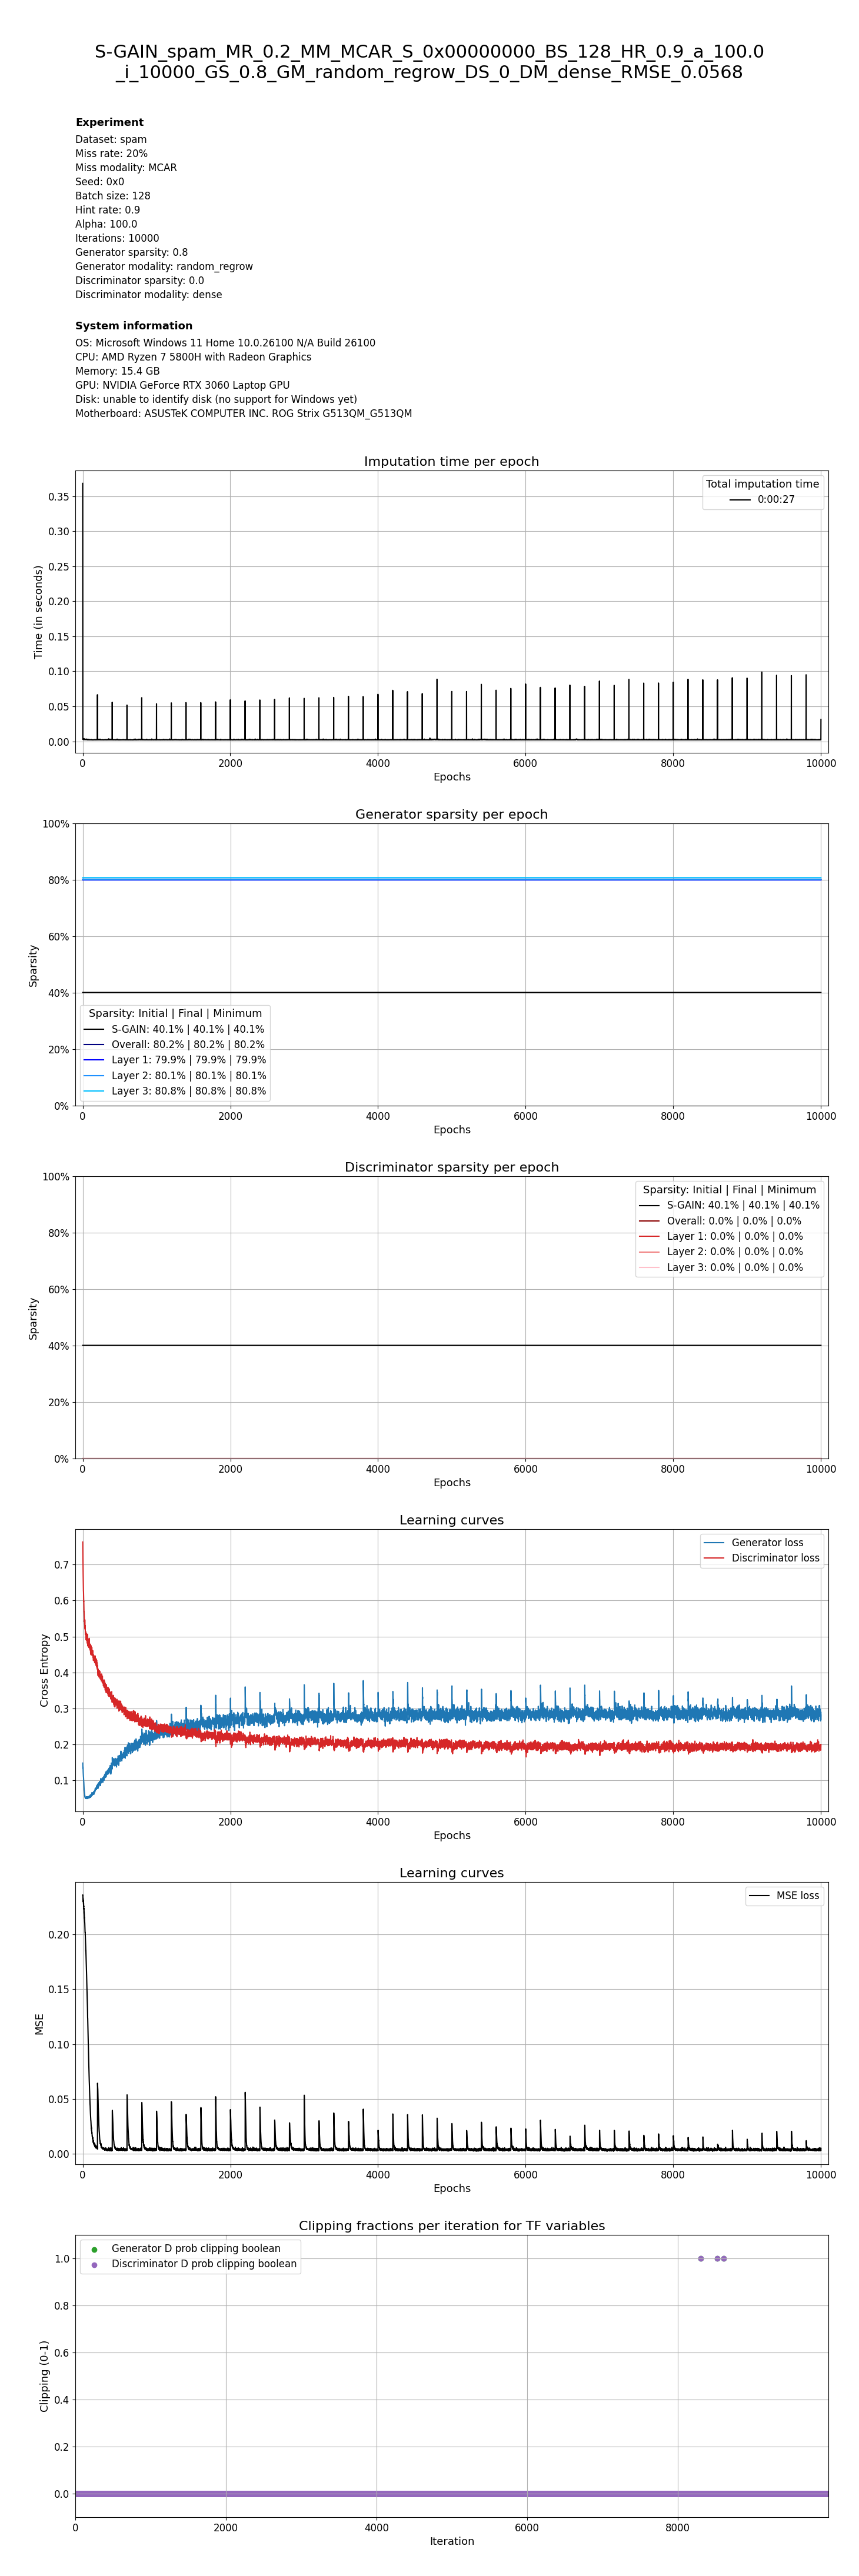 S-GAIN_spam_MR_0.2_MM_MCAR_S_0x00000000_BS_128_HR_0.9_a_100.0
_i_10000_GS_0.8_GM_random_regrow_DS_0_DM_dense_RMSE_0.0568
Experiment
Dataset: spam
Miss rate: 20%
Miss modality: MCAR
Seed: 0x0
Batch size: 128
Hint rate: 0.9
Alpha: 100.0
Iterations: 10000
Generator sparsity: 0.8
Generator modality: random_regrow
Discriminator sparsity: 0.0
Discriminator modality: dense
System information
OS: Microsoft Windows 11 Home 10.0.26100 N/A Build 26100
CPU: AMD Ryzen 7 5800H with Radeon Graphics
Memory: 15.4 GB
GPU: NVIDIA GeForce RTX 3060 Laptop GPU
Disk: unable to identify disk (no support for Windows yet)
Motherboard: ASUSTeK COMPUTER INC. ROG Strix G513QM_G513QM
Imputation time per epoch
Total imputation time
0:00:27
Time (in seconds)
0.35
0.30
0.25
0.20
0.15
0.10
0.05
0.00
0 2000 4000 6000 8000 10000
Epochs
Generator sparsity per epoch
Sparsity
100%
80%
60%
40%
20%
0%
Sparsity: Initial | Final | Minimum
S-GAIN: 40.1% | 40.1% | 40.1%
Overall: 80.2% | 80.2% | 80.2%
Layer 1: 79.9% | 79.9% | 79.9%
Layer 2: 80.1% | 80.1% | 80.1%
Layer 3: 80.8% | 80.8% | 80.8%
0 2000 4000 6000 8000 10000
Epochs
Discriminator sparsity per epoch
Sparsity
100%
80%
60%
40%
20%
0%
Sparsity: Initial | Final | Minimum
S-GAIN: 40.1% | 40.1% | 40.1%
Overall: 0.0% | 0.0% | 0.0%
Layer 1: 0.0% | 0.0% | 0.0%
Layer 2: 0.0% | 0.0% | 0.0%
Layer 3: 0.0% | 0.0% | 0.0%
0 2000 4000 6000 8000 10000
Epochs
Learning curves
Generator loss
Discriminator loss
Cross Entropy
0.7
0.6
0.5
0.4
0.3
0.2
0.1
0 2000 4000 6000 8000 10000
Epochs
Learning curves
MSE loss
MSE
0.20
0.15
0.10
0.05
0.00
0 2000 4000 6000 8000 10000
Epochs
Clipping fractions per iteration for TF variables
Generator D prob clipping boolean
Discriminator D prob clipping boolean
Clipping (0-1)
1.0
0.8
0.6
0.4
0.2
0.0
0 2000 4000 6000 8000
Iteration